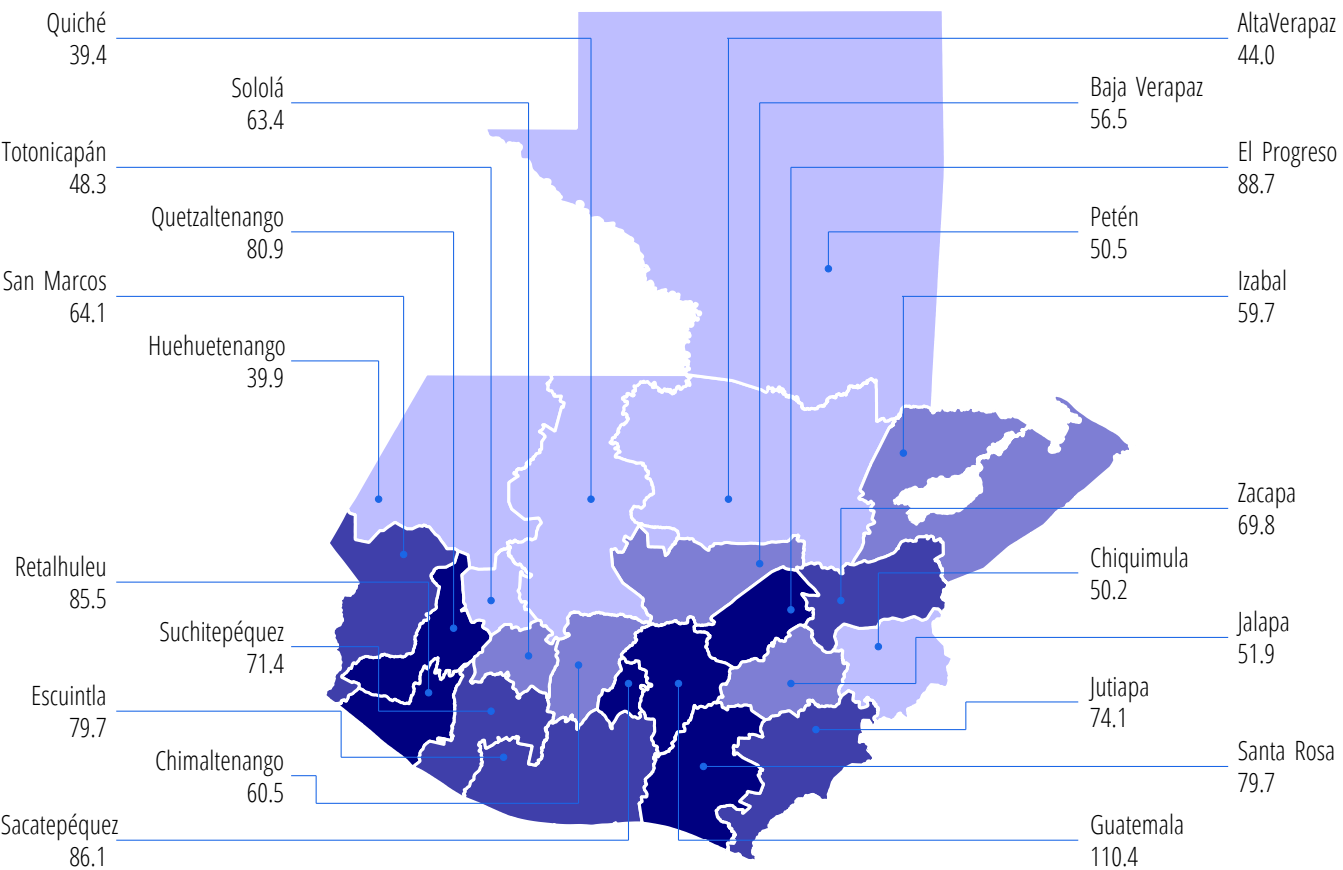 Quiché
39.4
Sololá
63.4
Totonicapán
48.3
Quetzaltenango
80.9
San Marcos
64.1
Huehuetenango
39.9
Retalhuleu
85.5
Suchitepéquez
71.4
Escuintla
79.7
Chimaltenango
60.5
Sacatepéquez
86.1
AltaVerapaz
44.0
Baja Verapaz
56.5
El Progreso
88.7
Petén
50.5
Izabal
59.7
Zacapa
69.8
Chiquimula
50.2
Jalapa
51.9
Jutiapa
74.1
Santa Rosa
79.7
Guatemala
110.4